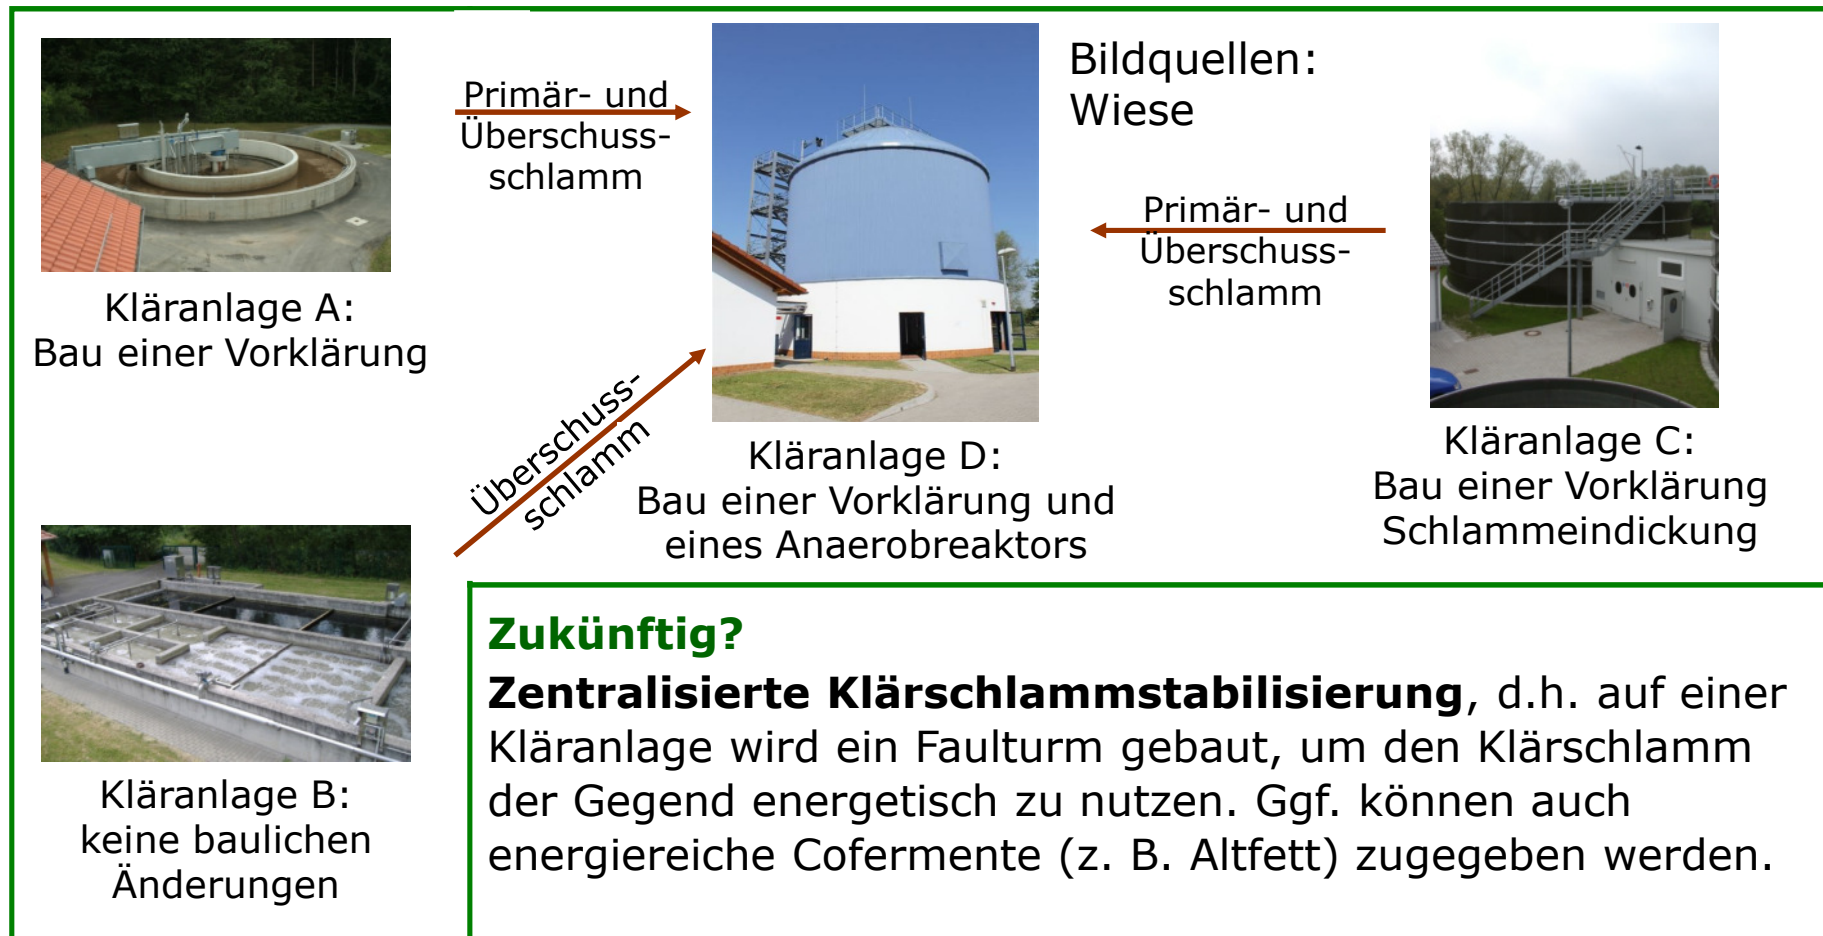 Primär- und
Überschuss-
schlamm
Bildquellen:
Wiese
Primär- und
Überschuss-
schlamm
Kläranlage A:
Bau einer Vorklärung
Überschuss-
schlamm
Kläranlage D:
Bau einer Vorklärung und
eines Anaerobreaktors
Kläranlage C:
Bau einer Vorklärung
Schlammeindickung
Kläranlage B:
keine baulichen
Änderungen
Zukünftig?
Zentralisierte Klärschlammstabilisierung, d.h. auf einer
Kläranlage wird ein Faulturm gebaut, um den Klärschlamm
der Gegend energetisch zu nutzen. Ggf. können auch
energiereiche Cofermente (z. B. Altfett) zugegeben werden.